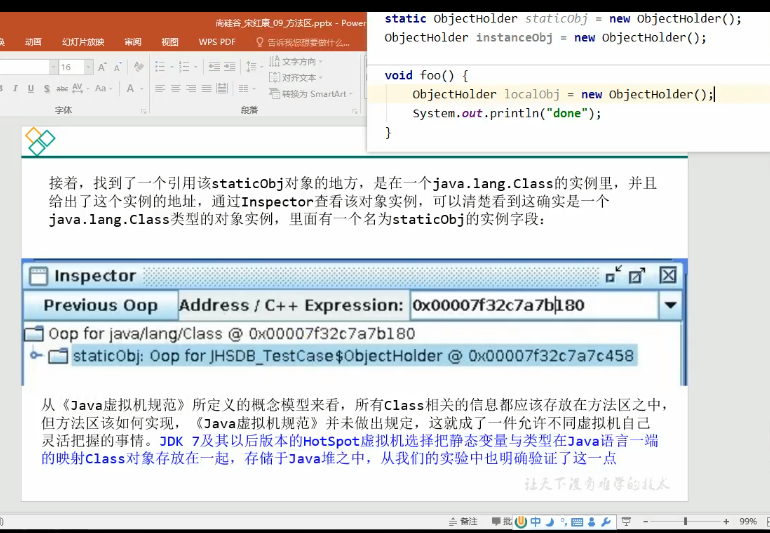 尚硅谷_宋红康_09_方法区.pptx - Power
static ObjectHolder staticObj = new ObjectHolder();
ObjectHolder instanceObj = new ObjectHolder();
void foo() {
ObjectHolder localObj = new ObjectHolder();
System.out.println("done");
}
换 动画 幻灯片放映 审阅 视图 WPS PDF 告诉我您想要做什么...
16
文字方向
对齐文本
转换为 SmartArt
字体 段落
接着，找到了一个引用该staticObj对象的地方，是在一个java.lang.Class的实例里，并且
给出了这个实例的地址，通过Inspector查看该对象实例，可以清楚看到这确实是一个
java.lang.Class类型的对象实例，里面有一个名为staticObj的实例字段：
Inspector
Previous Oop Address / C++ Expression: 0x00007f32c7a7b180
Oop for java/lang/Class @ 0x00007f32c7a7b180
staticObj: Oop for JHSDB_TestCase$ObjectHolder @ 0x00007f32c7a7c458
从《Java虚拟机规范》所定义的概念模型来看，所有Class相关的信息都应该存放在方法区之中，
但方法区该如何实现，《Java虚拟机规范》并未做出规定，这就成了一件允许不同虚拟机自己
灵活把握的事情。JDK 7及其以后版本的HotSpot虚拟机选择把静态变量与类型在Java语言一端
的映射Class对象存放在一起，存储于Java堆之中，从我们的实验中也明确验证了这一点
让天下没有难学的技术
备注 批 中 99%